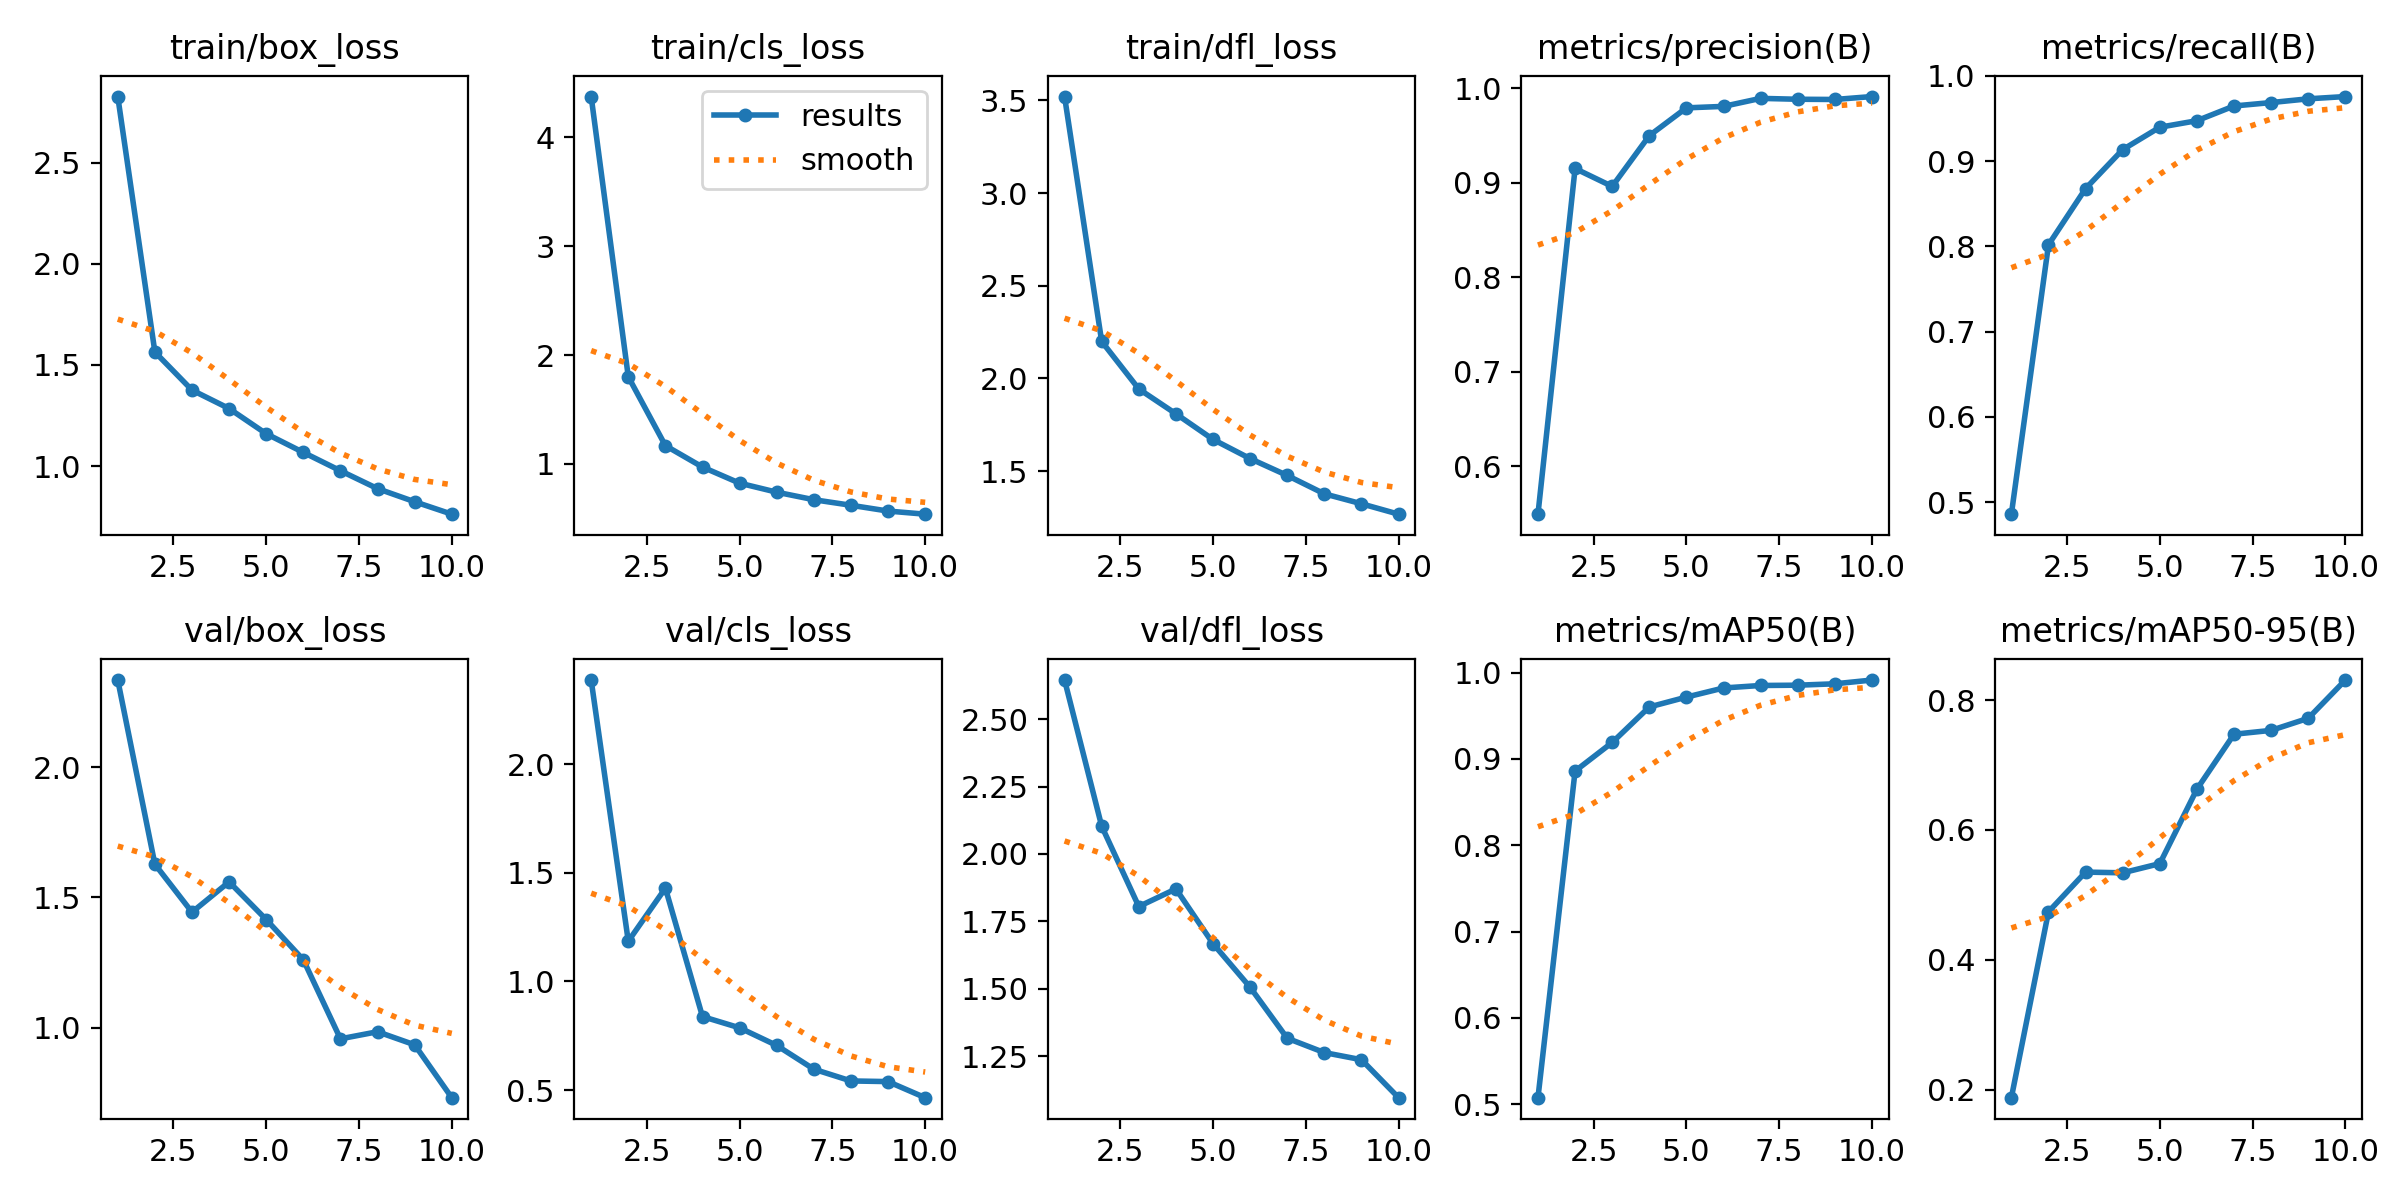 train/box_loss
train/cls_loss
train/dfl_loss
metrics/precision(B)
metrics/recall(B)
2.5
2.0
1.5
1.0
2.5 5.0 7.5 10.0
results
smooth
4
3
2
1
2.5 5.0 7.5 10.0
3.5
3.0
2.5
2.0
1.5
2.5 5.0 7.5 10.0
1.0
0.9
0.8
0.7
0.6
2.5 5.0 7.5 10.0
1.0
0.9
0.8
0.7
0.6
0.5
2.5 5.0 7.5 10.0
val/box_loss
val/cls_loss
val/dfl_loss
metrics/mAP50(B)
metrics/mAP50-95(B)
2.0
1.5
1.0
2.5 5.0 7.5 10.0
2.0
1.5
1.0
0.5
2.5 5.0 7.5 10.0
2.50
2.25
2.00
1.75
1.50
1.25
2.5 5.0 7.5 10.0
1.0
0.9
0.8
0.7
0.6
0.5
2.5 5.0 7.5 10.0
0.8
0.6
0.4
0.2
2.5 5.0 7.5 10.0